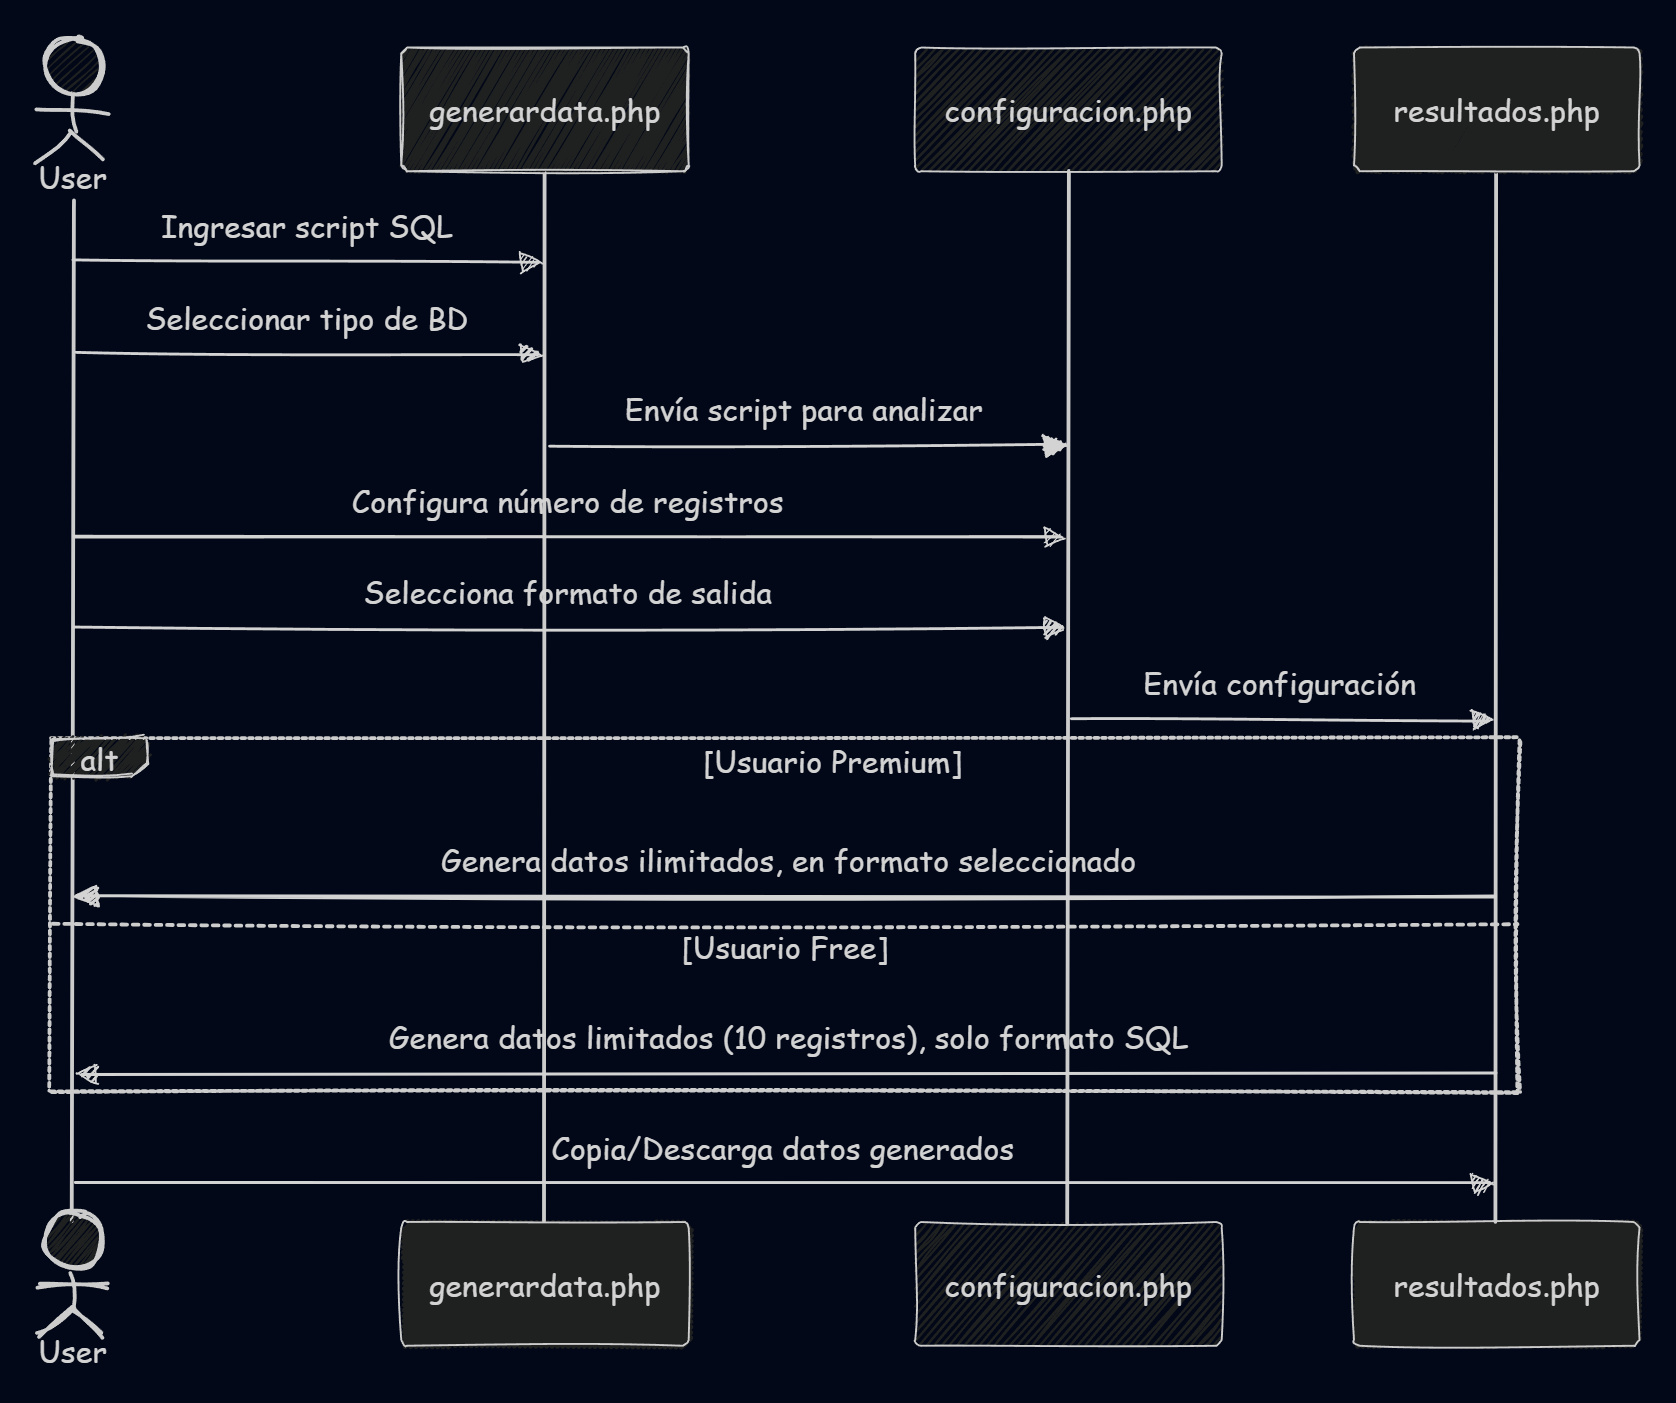 generardata.php
configuracion.php
resultados.php
User
Ingresar script SQL
Seleccionar tipo de BD
Envía script para analizar
Configura número de registros
Selecciona formato de salida
Envía configuración
alt
[Usuario Premium]
Genera datos ilimitados, en formato seleccionado
[Usuario Free]
Genera datos limitados (10 registros), solo formato SQL
Copia/Descarga datos generados
generardata.php
configuracion.php
resultados.php
User